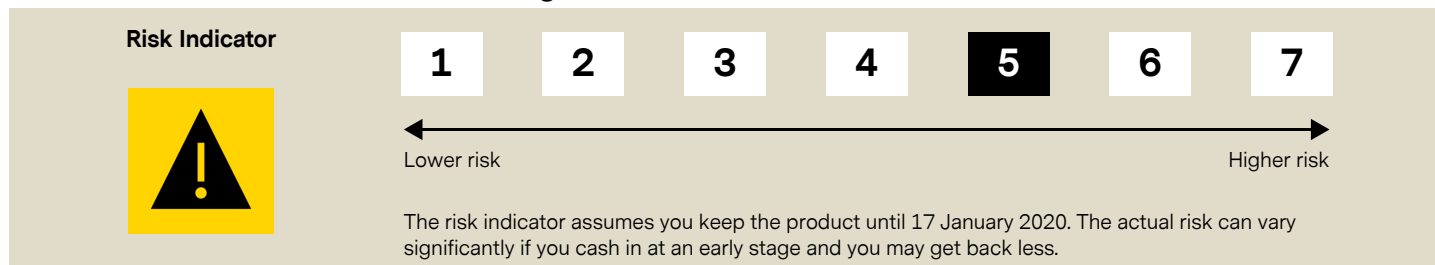 Risk Indicator
1 2 3 4 5 6 7
Lower risk Higher risk
The risk indicator assumes you keep the product until 17 January 2020. The actual risk can vary
significantly if you cash in at an early stage and you may get back less.